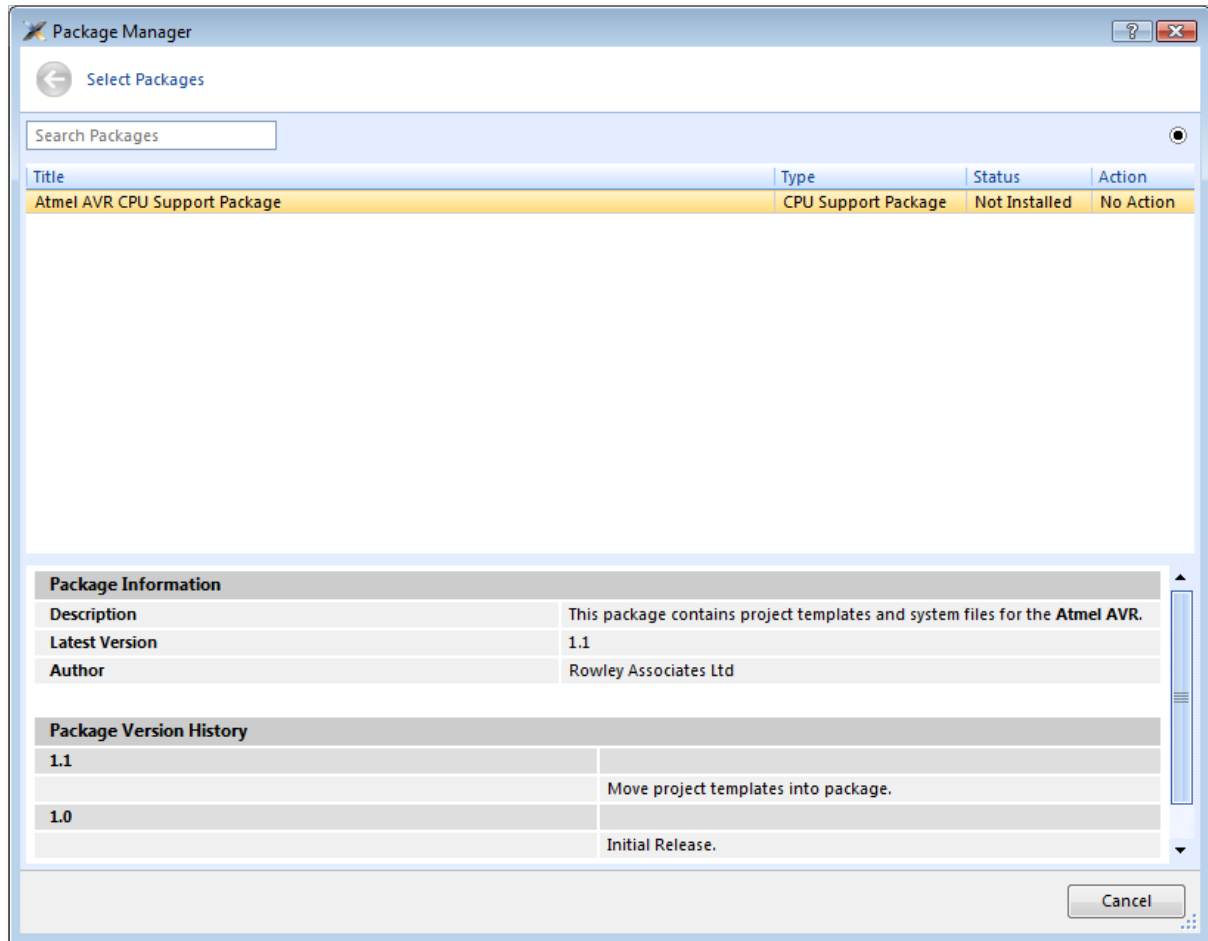 Package Manager
Select Packages
Search Packages
Title Type Status Action
Atmel AVR CPU Support Package CPU Support Package Not Installed No Action
Package Information
Description This package contains project templates and system files for the Atmel AVR.
Latest Version 1.1
Author Rowley Associates Ltd
Package Version History
1.1
Move project templates into package.
1.0
Initial Release.
Cancel